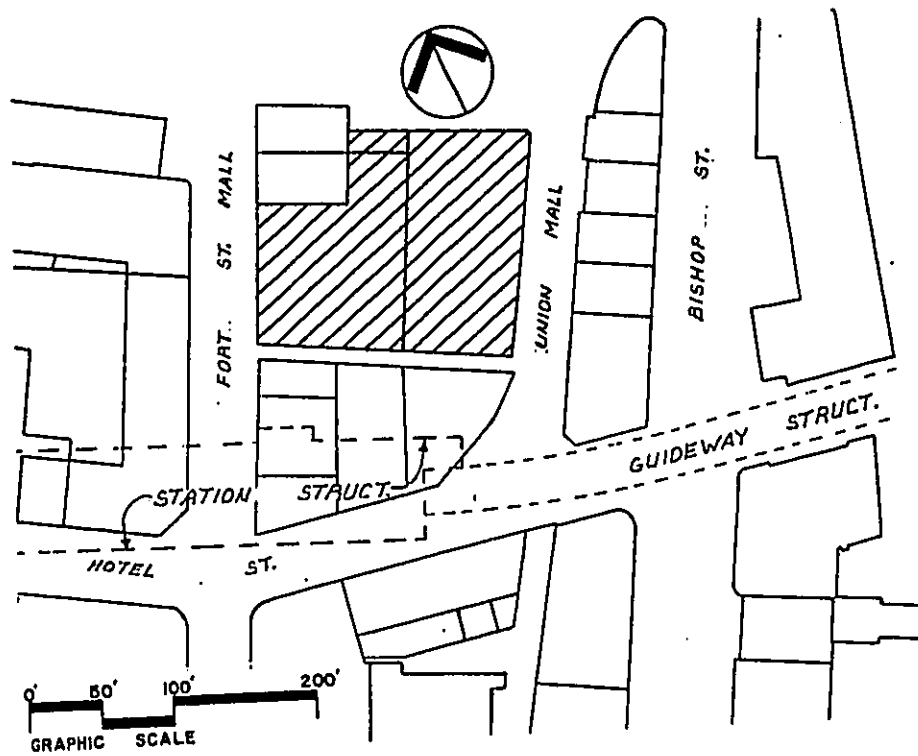 FORT.. ST. MALL
UNION MALL
BISHOP ... ST.
GUIDEWAY STRUCT.
STATION STRUCT.
HOTEL ST.
0' 50' 100' 200'
GRAPHIC SCALE